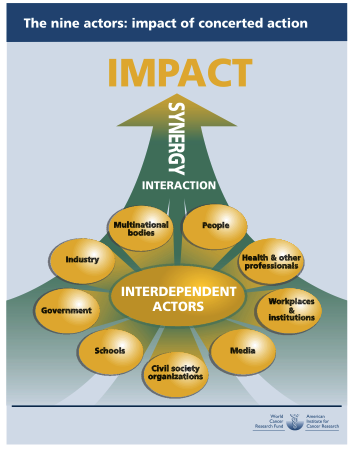 The nine actors: impact of concerted action
IMPACT
SYNERGY
INTERACTION
Multinational
bodies
People
Industry
Health & other
professionals
INTERDEPENDENT
ACTORS
Government
Workplaces
&
institutions
Schools
Media
Civil society
organizations
World
Cancer
Research Fund
American
Institute for
Cancer Research